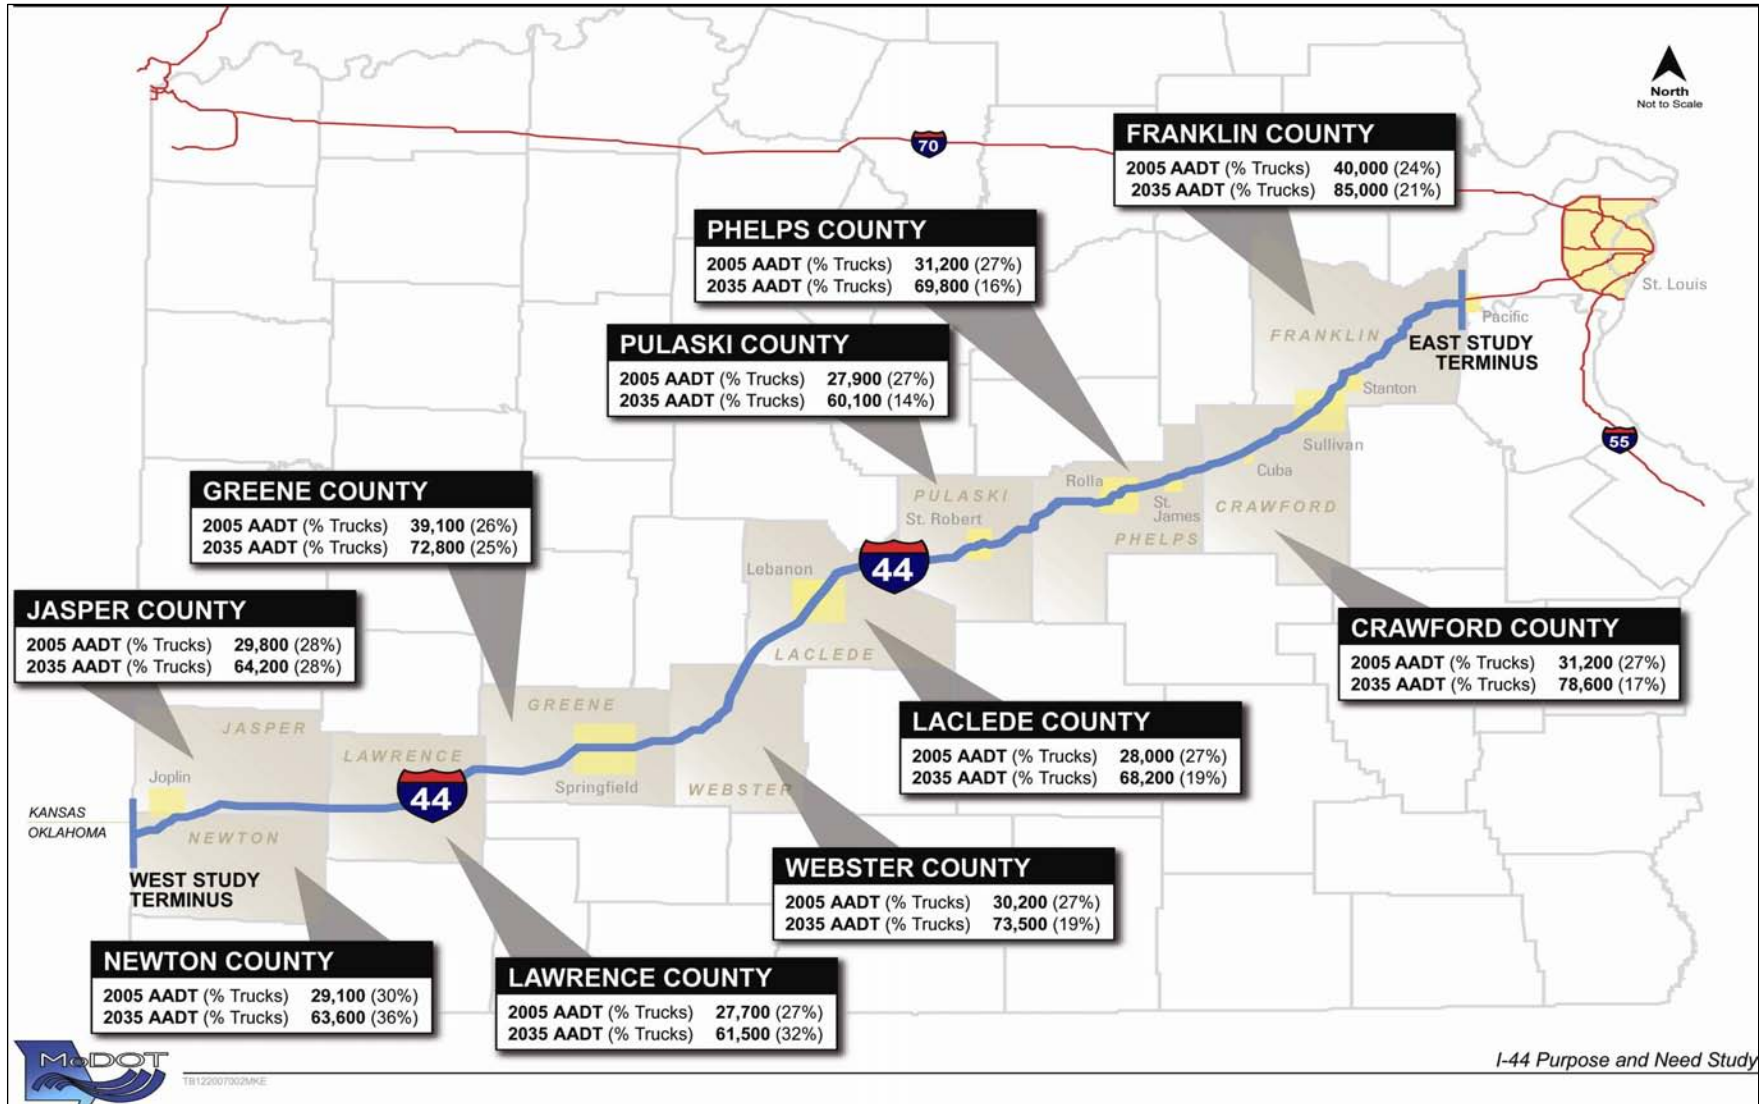 North
Not to Scale
70
FRANKLIN COUNTY
2005 AADT (% Trucks) 40,000 (24%)
2035 AADT (% Trucks) 85,000 (21%)
PHELPS COUNTY
2005 AADT (% Trucks) 31,200 (27%)
2035 AADT (% Trucks) 69,800 (16%)
St. Louis
Pacific
FRANKLIN
EAST STUDY
TERMINUS
PULASKI COUNTY
2005 AADT (% Trucks) 27,900 (27%)
2035 AADT (% Trucks) 60,100 (14%)
Stanton
Sullivan
55
Cuba
CRAWFORD
Rolla
St.
James
PHELPS
PULASKI
St. Robert
GREENE COUNTY
2005 AADT (% Trucks) 39,100 (26%)
2035 AADT (% Trucks) 72,800 (25%)
44
Lebanon
LACLEDE
JASPER COUNTY
2005 AADT (% Trucks) 29,800 (28%)
2035 AADT (% Trucks) 64,200 (28%)
CRAWFORD COUNTY
2005 AADT (% Trucks) 31,200 (27%)
2035 AADT (% Trucks) 78,600 (17%)
GREENE
JASPER
LAWRENCE
LACLEDE COUNTY
2005 AADT (% Trucks) 28,000 (27%)
2035 AADT (% Trucks) 68,200 (19%)
Joplin
44
Springfield
WEBSTER
KANSAS
OKLAHOMA
NEWTON
WEST STUDY
TERMINUS
WEBSTER COUNTY
2005 AADT (% Trucks) 30,200 (27%)
2035 AADT (% Trucks) 73,500 (19%)
NEWTON COUNTY
2005 AADT (% Trucks) 29,100 (30%)
2035 AADT (% Trucks) 63,600 (36%)
LAWRENCE COUNTY
2005 AADT (% Trucks) 27,700 (27%)
2035 AADT (% Trucks) 61,500 (32%)
MoDOT
TB122007002MKE
I-44 Purpose and Need Study